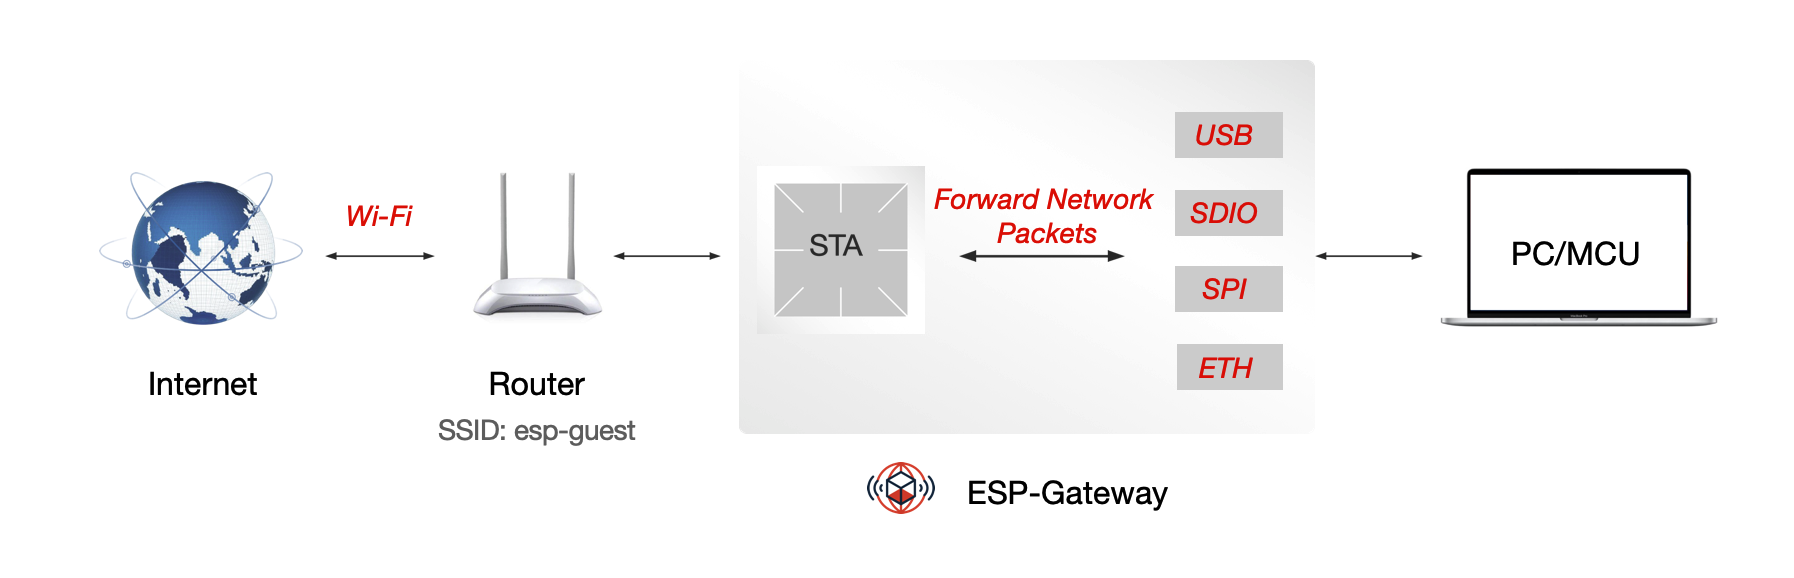 Internet
Wi-Fi
Router
SSID: esp-guest
STA
Forward Network
Packets
USB
SDIO
SPI
ETH
PC/MCU
ESP-Gateway